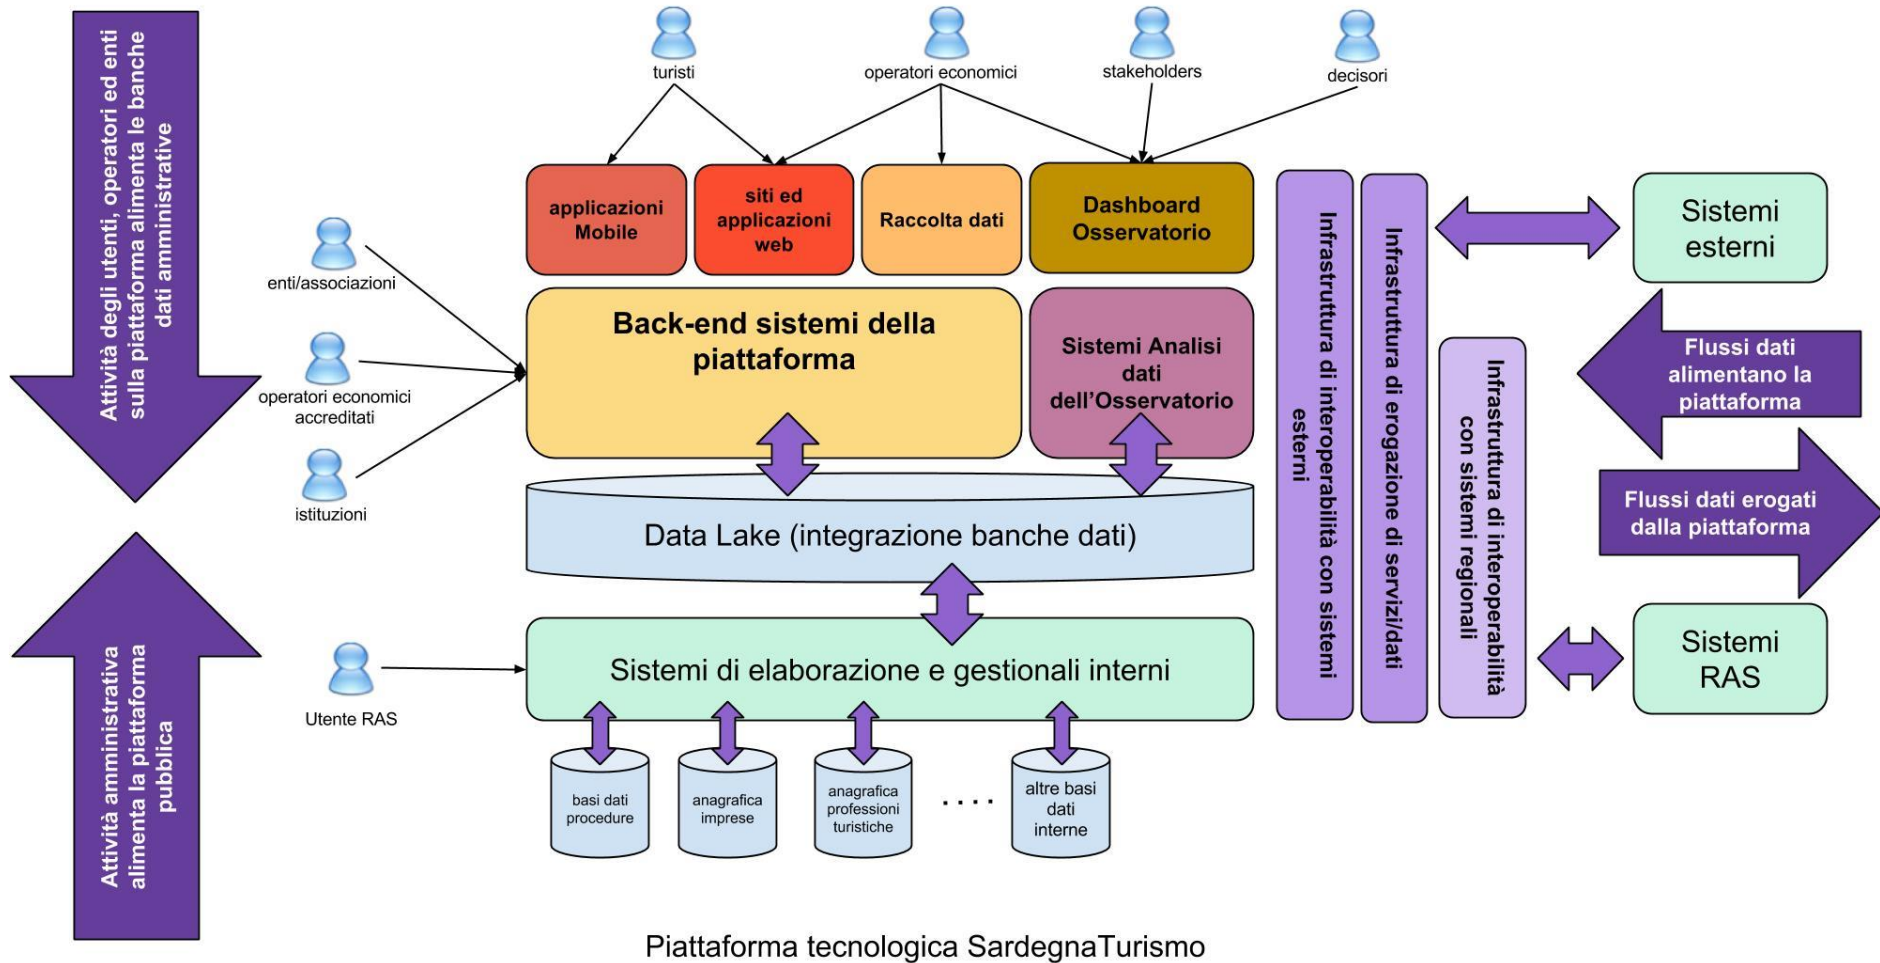 turisti
operatori economici
stakeholders
decisori
Attività degli utenti, operatori ed enti
sulla piattaforma alimenta le banche
dati amministrative
applicazioni
Mobile
siti ed
applicazioni
web
Raccolta dati
Dashboard
Osservatorio
enti/associazioni
operatori economici
accreditati
istituzioni
Back-end sistemi della
piattaforma
Sistemi Analisi
dati
dell'Osservatorio
Data Lake (integrazione banche dati)
Infrastruttura di interoperabilità con sistemi
esterni
Infrastruttura di erogazione di servizi/dati
Infrastruttura di interoperabilità
con sistemi regionali
Sistemi
esterni
Flussi dati
alimentano la
piattaforma
Flussi dati erogati
dalla piattaforma
Sistemi
RAS
Attività amministrativa
alimenta la piattaforma
pubblica
Utente RAS
Sistemi di elaborazione e gestionali interni
basi dati
procedure
anagrafica
imprese
anagrafica
professioni
turistiche
. . . .
altre basi
dati
interne
Piattaforma tecnologica SardegnaTurismo